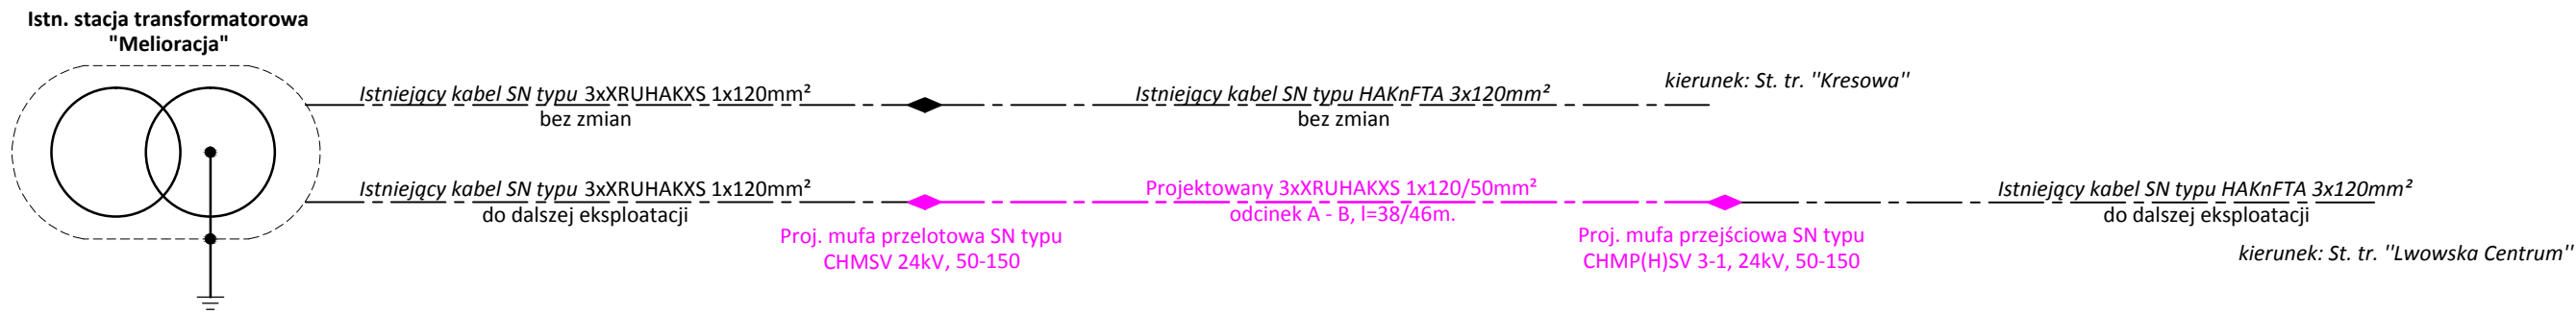 Istn. stacja transformatorowa
"Melioracja"
Istniejący kabel SN typu 3xXRUHAKXS 1x120mm²
bez zmian
Istniejący kabel SN typu HAKnFTA 3x120mm²
bez zmian
kierunek: St. tr. "Kresowa"
Istniejący kabel SN typu 3xXRUHAKXS 1x120mm²
do dalszej eksploatacji
Projektowany 3xXRUHAKXS 1x120/50mm²
odcinek A - B, l=38/46m.
Istniejący kabel SN typu HAKnFTA 3x120mm²
do dalszej eksploatacji
Proj. mufa przelotowa SN typu
CHMSV 24kV, 50-150
Proj. mufa przejściowa SN typu
CHMP(H)SV 3-1, 24kV, 50-150
kierunek: St. tr. "Lwowska Centrum"